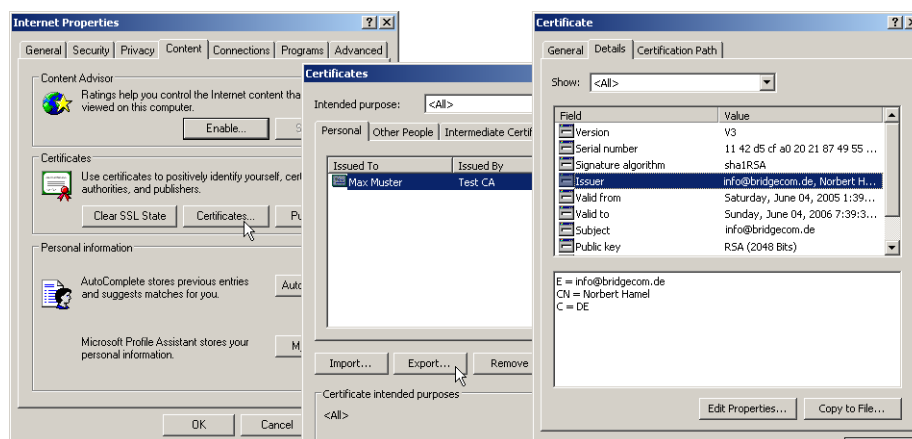 Internet Properties
General Security Privacy Content Connections Programs Advanced
Content Advisor
Ratings help you control the Internet content tha
viewed on this computer.
Enable...
Certificates
Use certificates to positively identify yourself, cert
authorities, and publishers.
Clear SSL State Certificates... Pu
Personal information
AutoComplete stores previous entries
and suggests matches for you.
Auto
Microsoft Profile Assistant stores your
personal information.
OK Cancel
Certificates
Intended purpose: <All>
Personal Other People Intermediate Certif
Issued To Issued By
Max Muster Test CA
Import... Export... Remove
Certificate intended purposes
<All>
Certificate
General Details Certification Path
Show: <All>
Field Value
Version V3
Serial number 11 42 d5 cf a0 20 21 87 49 55 ...
Signature algorithm sha1RSA
Issuer info@bridgecom.de, Norbert H...
Valid from Saturday, June 04, 2005 1:39...
Valid to Sunday, June 04, 2006 7:39:3...
Subject info@bridgecom.de
Public key RSA (2048 Bits)
E = info@bridgecom.de
CN = Norbert Hamel
C = DE
Edit Properties... Copy to File...